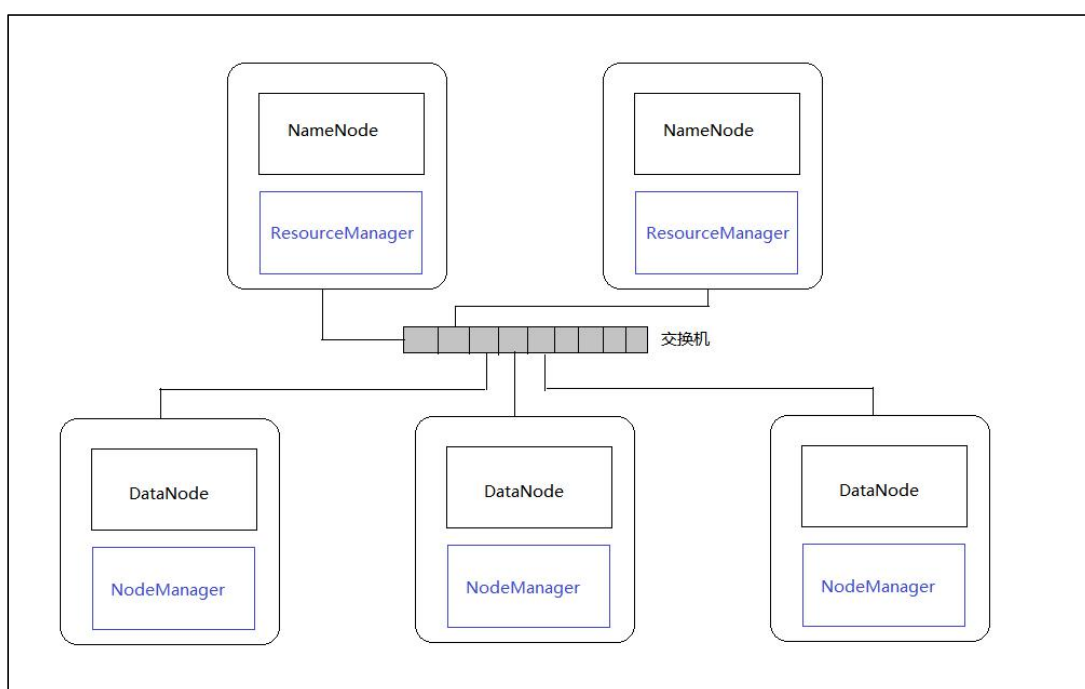 NameNode
NameNode
ResourceManager
ResourceManager
交换机
DataNode
DataNode
DataNode
NodeManager
NodeManager
NodeManager